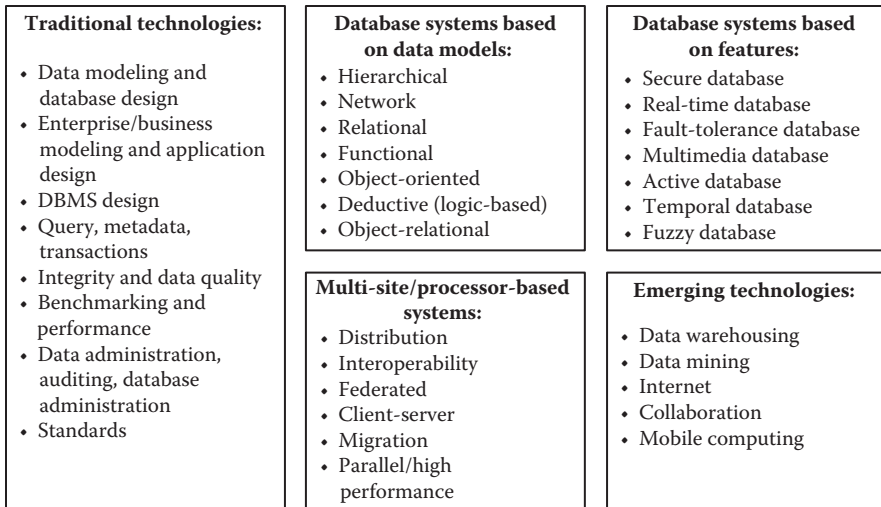 Traditional technologies:
• Data modeling and
database design
• Enterprise/business
modeling and application
design
• DBMS design
• Query, metadata,
transactions
• Integrity and data quality
• Benchmarking and
performance
• Data administration,
auditing, database
administration
• Standards
Database systems based
on data models:
• Hierarchical
• Network
• Relational
• Functional
• Object-oriented
• Deductive (logic-based)
• Object-relational
Database systems based
on features:
• Secure database
• Real-time database
• Fault-tolerance database
• Multimedia database
• Active database
• Temporal database
• Fuzzy database
Multi-site/processor-based
systems:
• Distribution
• Interoperability
• Federated
• Client-server
• Migration
• Parallel/high
performance
Emerging technologies:
• Data warehousing
• Data mining
• Internet
• Collaboration
• Mobile computing